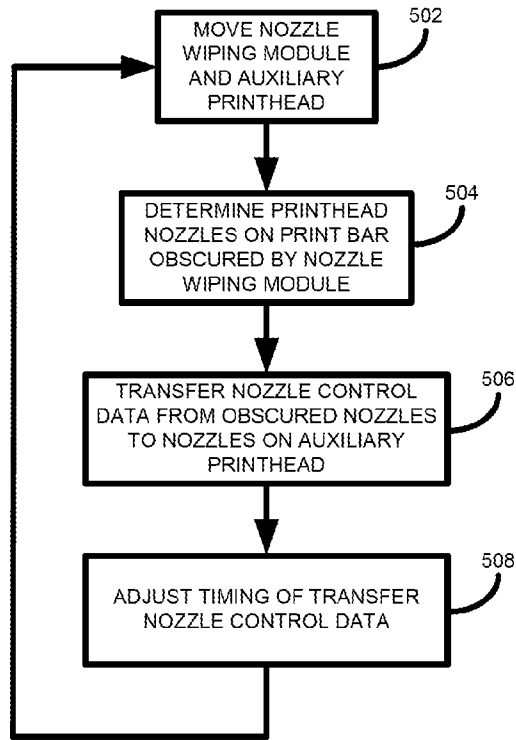 MOVE NOZZLE
WIPING MODULE
AND AUXILIARY
PRINTHEAD
502
DETERMINE PRINTHEAD
NOZZLES ON PRINT BAR
OBSCURED BY NOZZLE
WIPING MODULE
504
TRANSFER NOZZLE CONTROL
DATA FROM OBSCURED NOZZLES
TO NOZZLES ON AUXILIARY
PRINTHEAD
506
ADJUST TIMING OF TRANSFER
NOZZLE CONTROL DATA
508